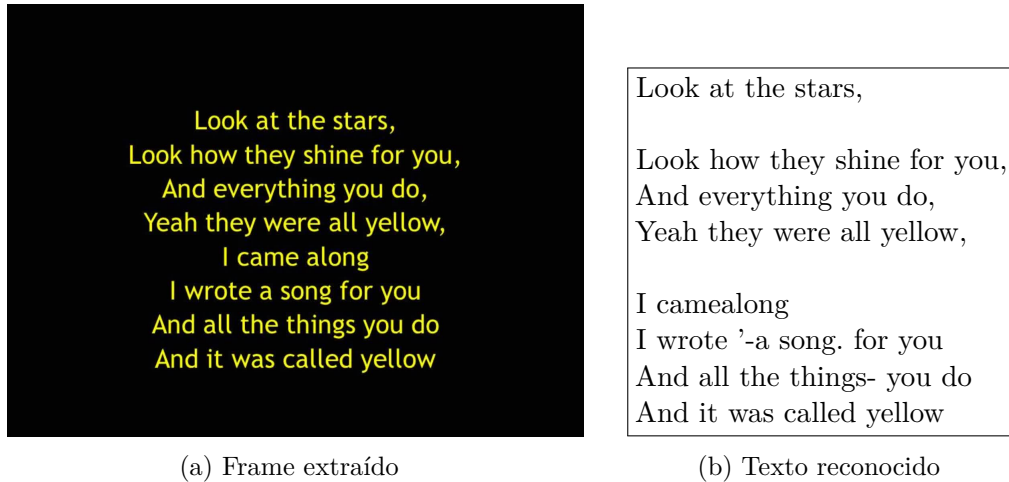 Look at the stars,
Look how they shine for you,
And everything you do,
Yeah they were all yellow,
I came along
I wrote a song for you
And all the things you do
And it was called yellow
(a) Frame extraído
Look at the stars,
Look how they shine for you,
And everything you do,
Yeah they were all yellow,
I camealong
I wrote ’-a song. for you
And all the things- you do
And it was called yellow
(b) Texto reconocido